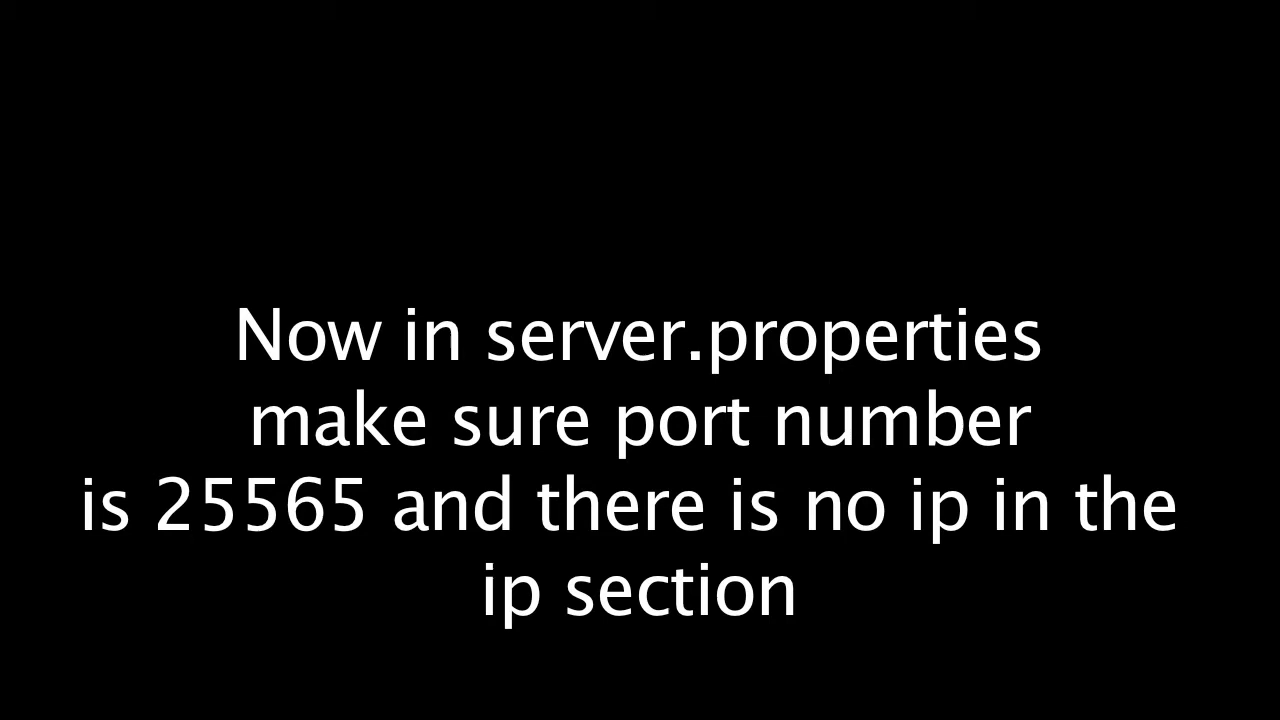 Now in server.properties
make sure port number
is 25565 and there is no ip in the
ip section